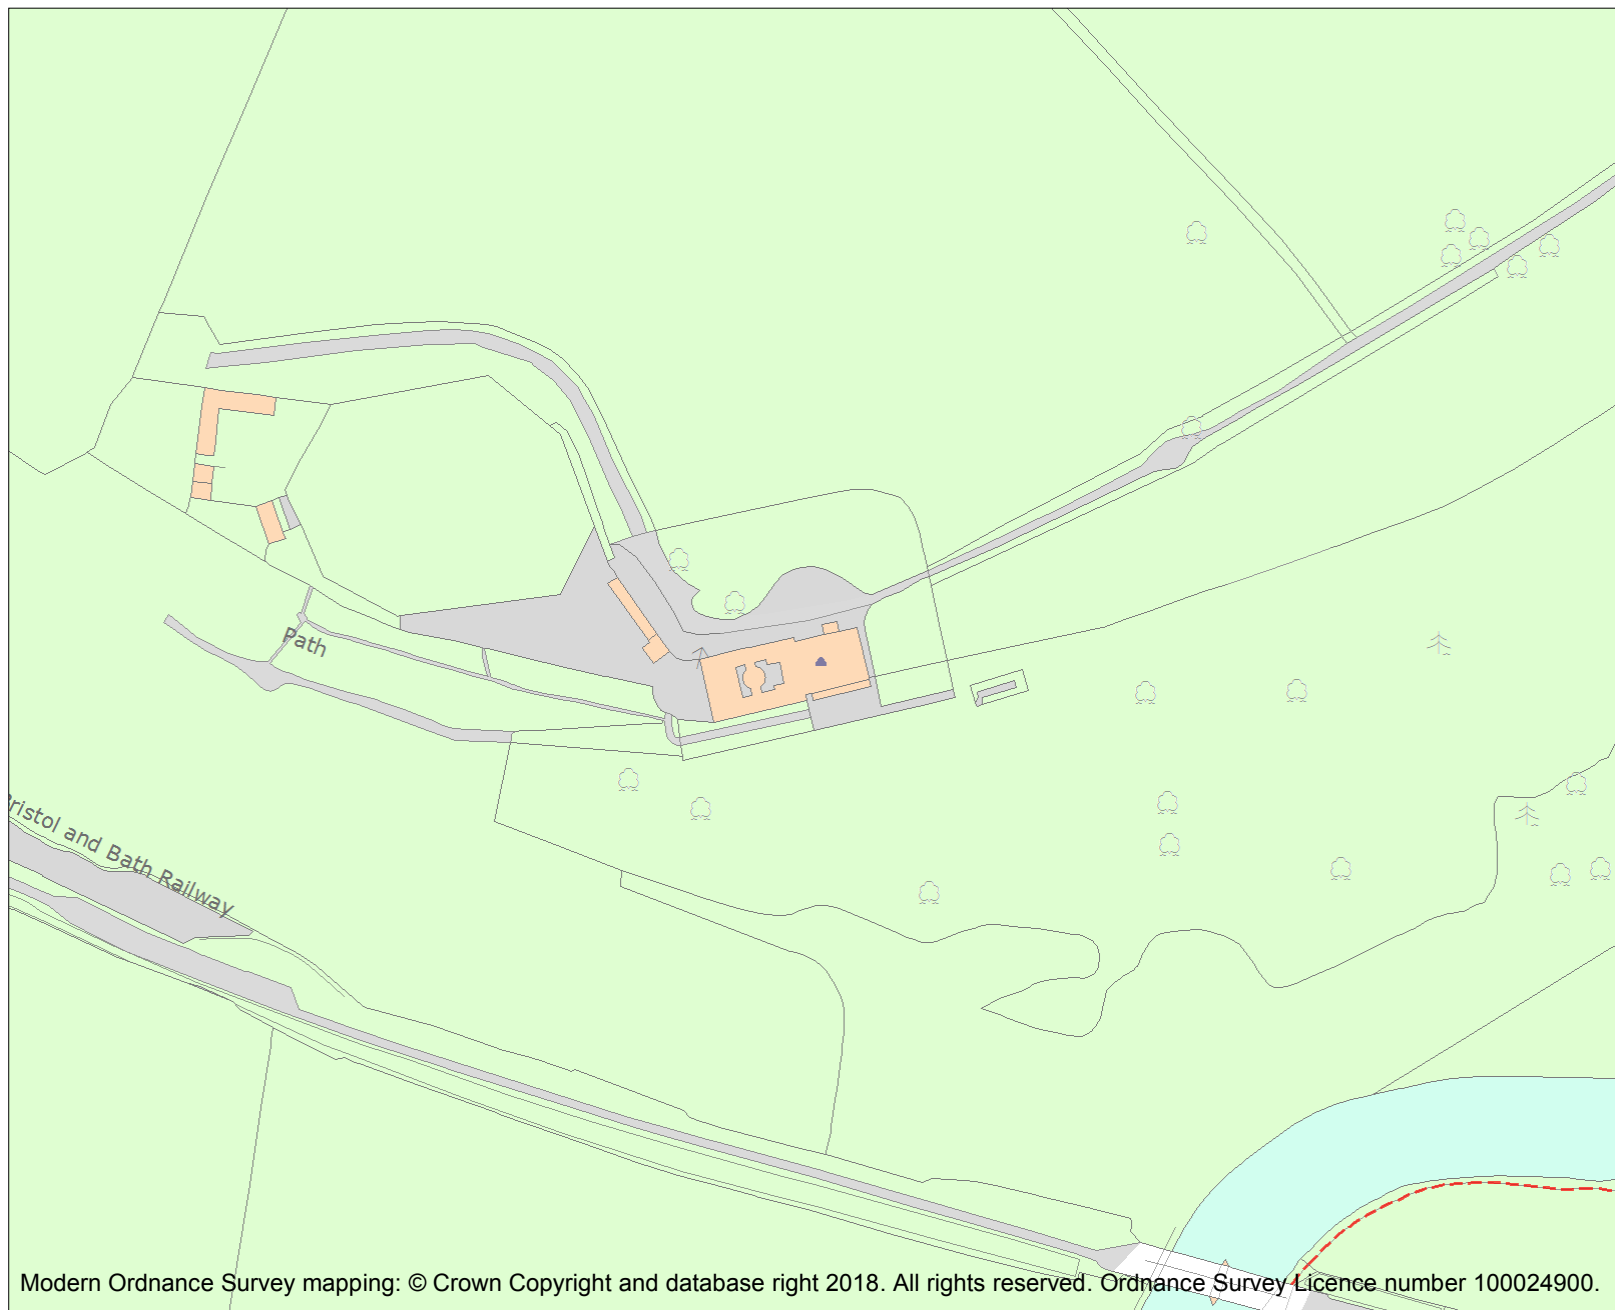 Path
Bristol and Bath Railway
Modern Ordnance Survey mapping: © Crown Copyright and database right 2018. All rights reserved. Ordnance Survey Licence number 100024900.